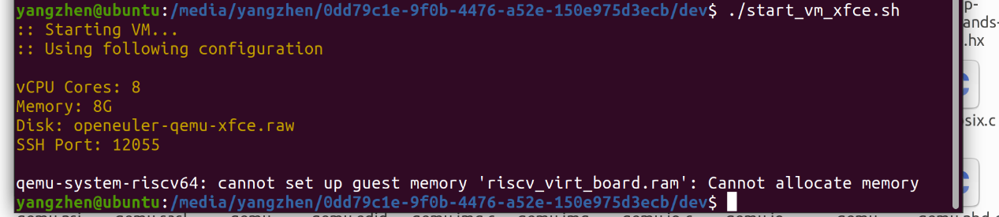 yangzhen@ubuntu:/media/yangzhen/0dd79c1e-9f0b-4476-a52e-150e975d3ecb/dev$ ./start_vm_xfce.sh
:: Starting VM...
:: Using following configuration
vCPU Cores: 8
Memory: 8G
Disk: openeuler-qemu-xfce.raw
SSH Port: 12055
qemu-system-riscv64: cannot set up guest memory 'riscv_virt_board.ram': Cannot allocate memory
yangzhen@ubuntu:/media/yangzhen/0dd79c1e-9f0b-4476-a52e-150e975d3ecb/dev$
p-
ands-
.hx
osix.c